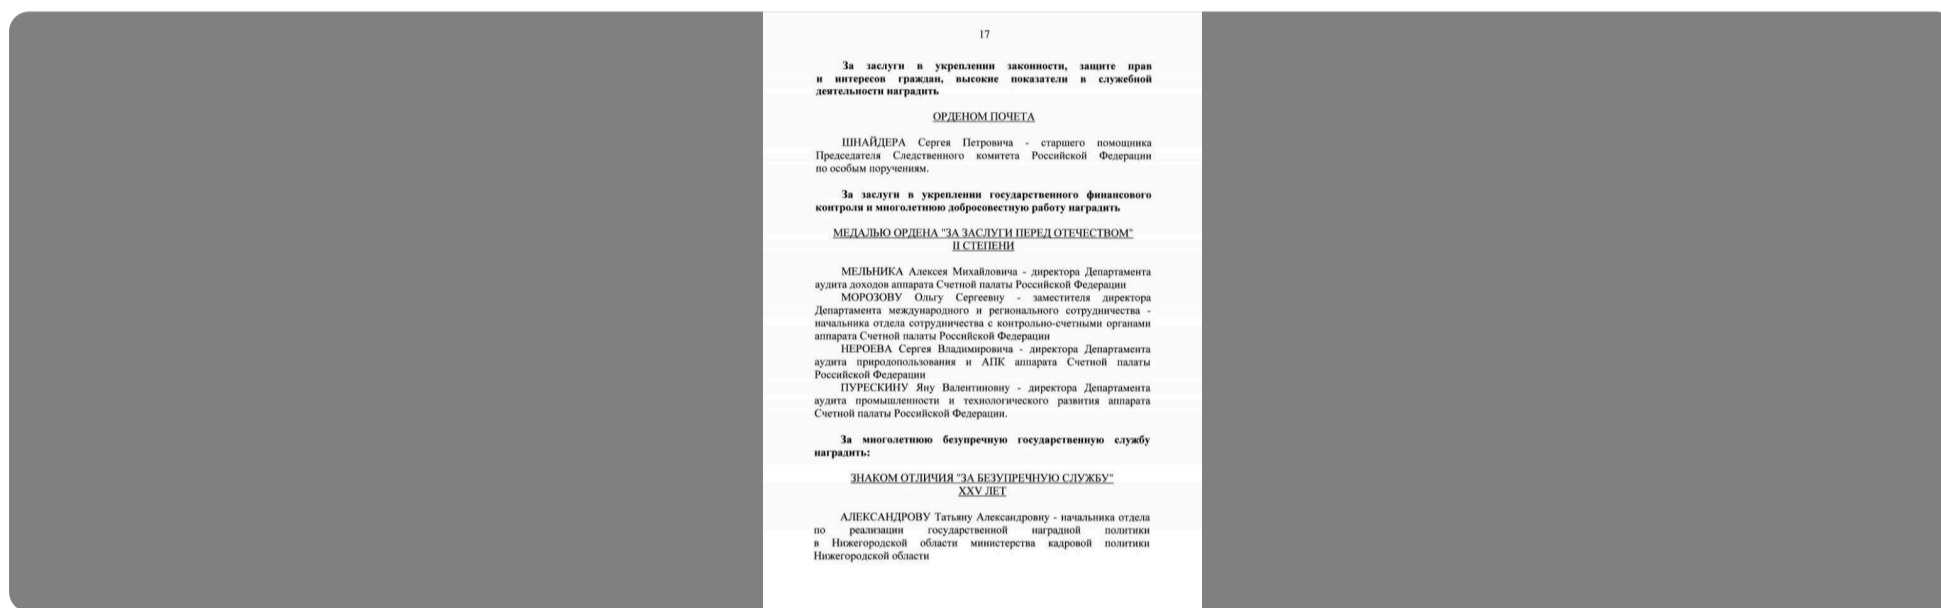 17
За заслуги в укреплении законности, защите прав
и интересов граждан, высокие показатели в служебной
деятельности наградить
ОРДЕНОМ ПОЧЕТА
ШНАЙДЕРА Сергея Петровича - старшего помощника
Председателя Следственного комитета Российской Федерации
по особым поручениям.
За заслуги в укреплении государственного финансового
контроля и многолетнюю добросовестную работу наградить
МЕДАЛЬЮ ОРДЕНА "ЗА ЗАСЛУГИ ПЕРЕД ОТЕЧЕСТВОМ"
II СТЕПЕНИ
МЕЛЬНИКА Алексея Михайловича - директора Департамента
аудита доходов аппарата Счетной палаты Российской Федерации
МОРОЗОВУ Ольгу Сергеевну - заместителя директора
Департамента международного и регионального сотрудничества -
начальника отдела сотрудничества с контрольно-счетными органами
аппарата Счетной палаты Российской Федерации
НЕРОЕВА Сергея Владимировича - директора Департамента
аудита природопользования и АПК аппарата Счетной палаты
Российской Федерации
ПУРЕСКИНУ Яну Валентиновну - директора Департамента
аудита промышленности и технологического развития аппарата
Счетной палаты Российской Федерации.
За многолетнюю безупречную государственную службу
наградить:
ЗНАКОМ ОТЛИЧИЯ "ЗА БЕЗУПРЕЧНУЮ СЛУЖБУ"
XXV ЛЕТ
АЛЕКСАНДРОВУ Татьяну Александровну - начальника отдела
по реализации государственной наградной политики
в Нижегородской области министерства кадровой политики
Нижегородской области